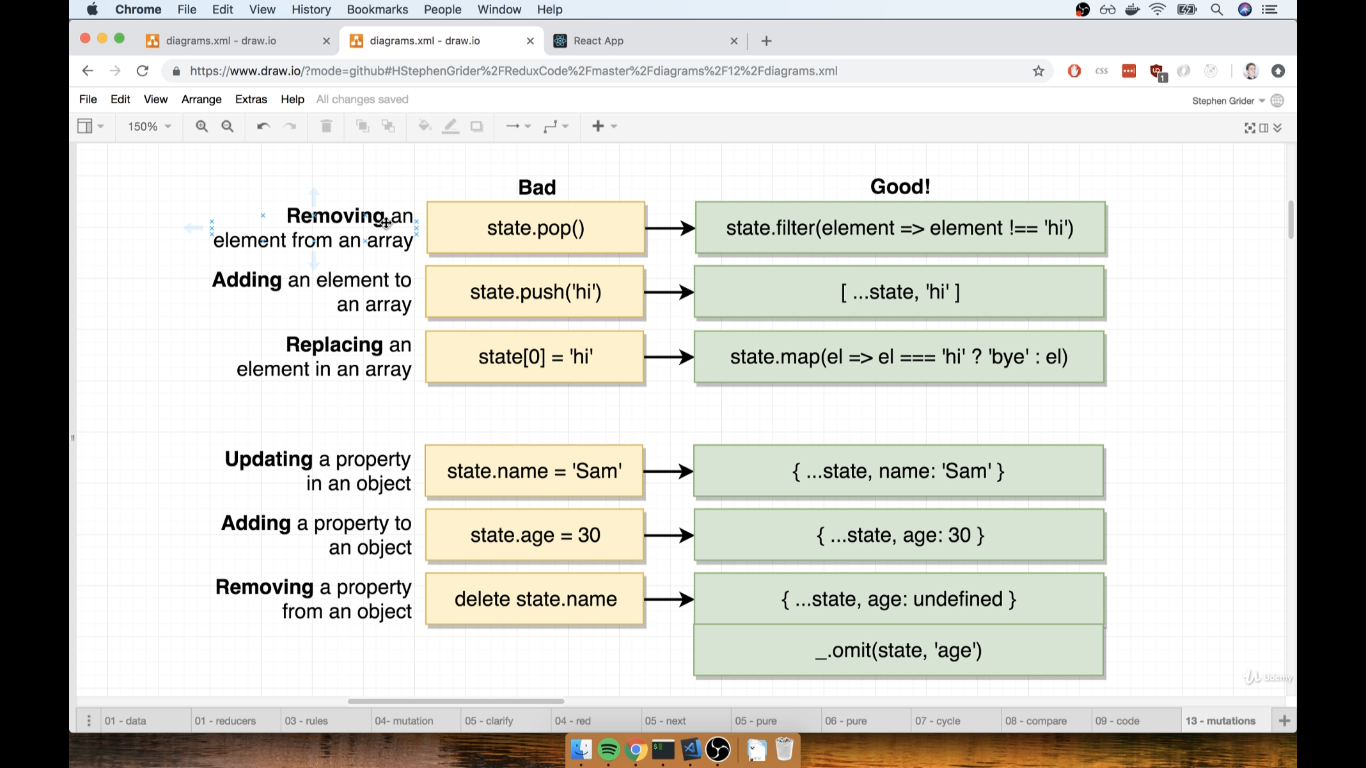 Chrome File Edit View History Bookmarks People Window Help
diagrams.xml - draw.io
diagrams.xml - draw.io
React App
https://www.draw.io/?mode=github#HStephenGrider%2FReduxCode%2Fmaster%2Fdiagrams%2F12%2Fdiagrams.xml
css
1
File Edit View Arrange Extras Help All changes saved
Stephen Grider
150%
Bad
Good!
Removing an
element from an array
state.pop()
state.filter(element => element !== 'hi')
Adding an element to
an array
state.push('hi')
[ ...state, 'hi' ]
Replacing an
element in an array
state[0] = 'hi'
state.map(el => el === 'hi' ? 'bye' : el)
Updating a property
in an object
state.name = 'Sam'
{ ...state, name: 'Sam' }
Adding a property to
an object
state.age = 30
{ ...state, age: 30 }
Removing a property
from an object
delete state.name
{ ...state, age: undefined }
_.omit(state, 'age')
Udemy
01 - data
01 - reducers
03 - rules
04- mutation
05 - clarify
04 - red
05 - next
05 - pure
06 - pure
07 - cycle
08 - compare
09 - code
13 - mutations